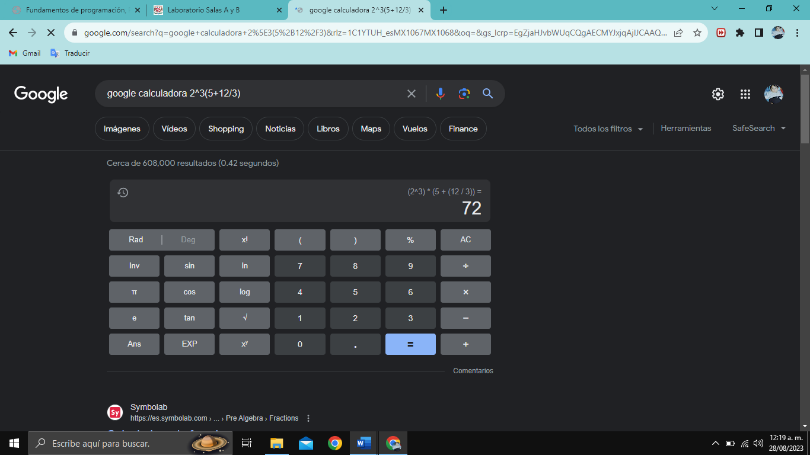 Fundamentos de programación,
Laboratorio Salas A y B
google calculadora 2^3(5+12/3)
google.com/search?q=google+calculadora+2%5E3(5%2B12%2F3)&rlz=1C1YTUH_esMX1067MX1068&oq=&gs_lcrp=EgZjaHJvbWUqCQgAECMYJxjqAjIJCAAQ...
Gmail
Traducir
Google
google calculadora 2^3(5+12/3)
Imágenes
Vídeos
Shopping
Noticias
Libros
Maps
Vuelos
Finance
Todos los filtros
Herramientas
SafeSearch
Cerca de 608,000 resultados (0.42 segundos)
(2^3) * (5 + (12 / 3)) =
72
Rad | Deg x! ( ) % AC
Inv sin ln 7 8 9 ÷
π cos log 4 5 6 ×
e tan √ 1 2 3 −
Ans EXP xʸ 0 . = +
Comentarios
Sy
Symbolab
https://es.symbolab.com › ... › Pre Algebra › Fractions
Escribe aquí para buscar.
12:19 a. m.
28/08/2023